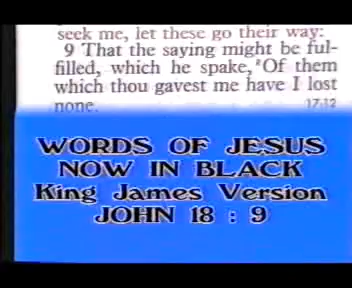 seek me, let these go their way:
9 That the saying might be ful-
filled, which he spake, ᶻOf them
which thou gavest me have I lost
none. 17:12
WORDS OF JESUS
NOW IN BLACK
King James Version
JOHN 18 : 9